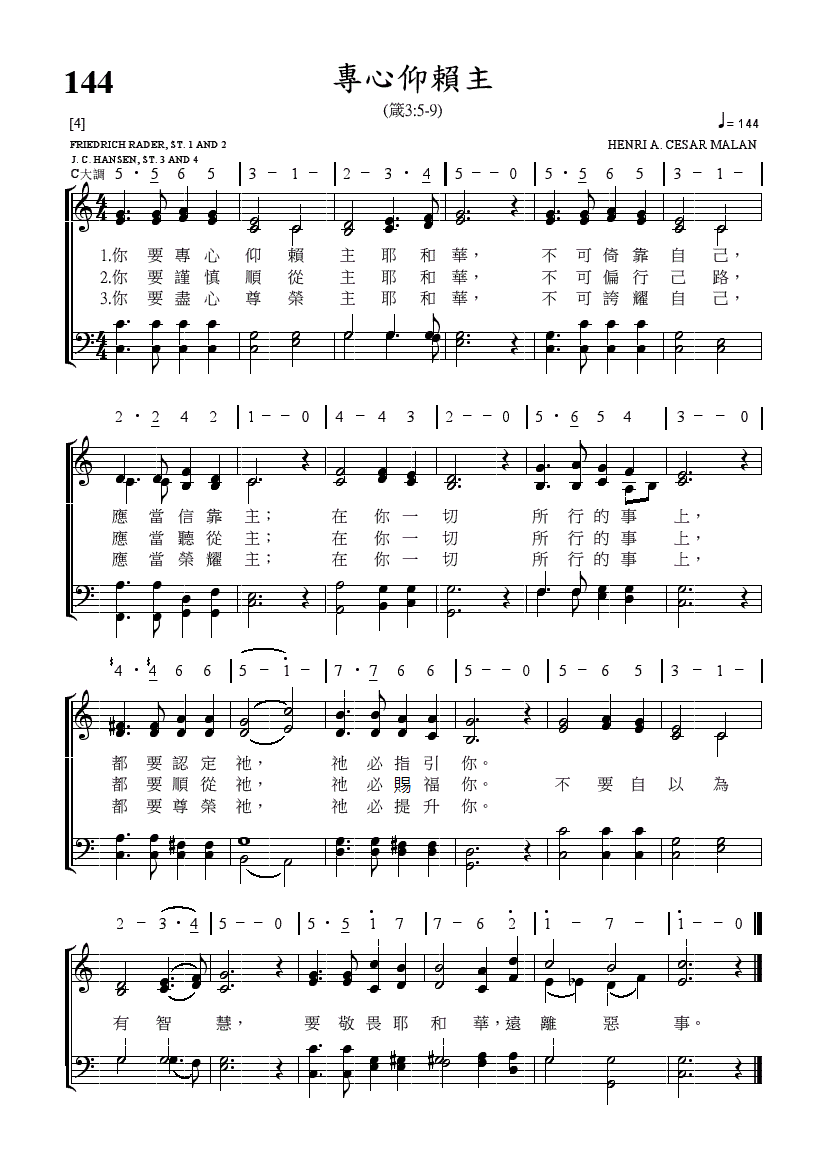 144
專心仰賴主
(箴3:5-9)
[4]
♩= 144
FRIEDRICH RADER, ST. 1 AND 2
HENRI A. CESAR MALAN
J. C. HANSEN, ST. 3 AND 4
C大調 5 · 5 6 5 | 3 – 1 – | 2 – 3 · 4 | 5 – – 0 | 5 · 5 6 5 | 3 – 1 – |
1.你 要 專 心 仰 賴 主 耶 和 華， 不 可 倚 靠 自 己，
2.你 要 謹 慎 順 從 主 耶 和 華， 不 可 偏 行 己 路，
3.你 要 盡 心 尊 榮 主 耶 和 華， 不 可 誇 耀 自 己，
2 · 2 4 2 | 1 – – 0 | 4 – 4 3 | 2 – – 0 | 5 · 6 5 4 | 3 – – 0 |
應 當 信 靠 主； 在 你 一 切 所 行 的 事 上，
應 當 聽 從 主； 在 你 一 切 所 行 的 事 上，
應 當 榮 耀 主； 在 你 一 切 所 行 的 事 上，
♯4 · ♯4 6 6 | 5 – 1 – | 7 · 7 6 6 | 5 – – 0 | 5 – 6 5 | 3 – 1 – |
都 要 認 定 祂， 祂 必 指 引 你。
都 要 順 從 祂， 祂 必 賜 福 你。 不 要 自 以 為
都 要 尊 榮 祂， 祂 必 提 升 你。
2 – 3 · 4 | 5 – – 0 | 5 · 5 1 7 | 7 – 6 2 | 1 – 7 – | 1 – – 0 ‖
有 智 慧， 要 敬 畏 耶 和 華，遠 離 惡 事。